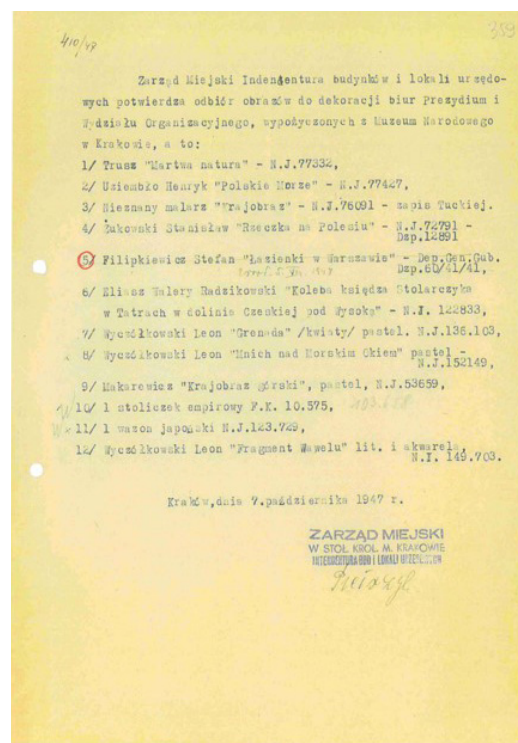 410/47
359
Zarząd Miejski Indendentura budynków i lokali urzędo-
wych potwierdza odbiór obrazów do dekoracji biur Prezydium i
Wydziału Organizacyjnego, wypożyczonych z Muzeum Narodowego
w Krakowie, a to:
1/ Trusz "Martwa natura" - N.J.77332,
2/ Uziembło Henryk "Polskie Morze" - N.J.77427,
3/ Nieznany malarz "Krajobraz" - N.J.76091 - zapis Tuckiej.
4/ Żukowski Stanisław "Rzeczka na Polesiu" - N.J.72791 -
Dzp.12891
5/ Filipkiewicz Stefan "Łazienki w Warszawie" - Dep.Gen.Gub.
Dzp.60/41/41,
6/ Eliasz Walery Radzikowski "Koleba księdza Stolarczyka
w Tatrach w dolinie Czeskiej pod Wysoką" - N.I. 122833,
7/ Wyczółkowski Leon "Grenada" /kwiaty/ pastel. N.J.136.103,
8/ Wyczółkowski Leon "Mnich nad Morskim Okiem" pastel -
N.J.152149,
9/ Makarewicz "Krajobraz górski", pastel, N.J.53659,
10/ 1 stoliczek empirowy F.K. 10.575,
11/ 1 wazon japoński N.J.123.729,
12/ Wyczółkowski Leon "Fragment Wawelu" lit. i akwarela,
N.I. 149.703.
Kraków,dnia 7.października 1947 r.
ZARZĄD MIEJSKI
W STOŁ. KRÓL. M. KRAKOWIE
I LOKALI